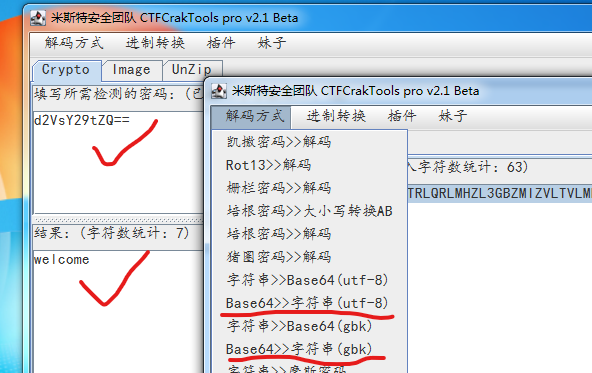 米斯特安全团队 CTFCrakTools pro v2.1 Beta
解码方式 进制转换 插件 妹子
Crypto Image UnZip
填写所需检测的密码：(已
d2VsY29tZQ==
结果：(字符数统计：7)
welcome
米斯特安全团队 CTFCrakTools pro v2.1 Beta
解码方式 进制转换 插件 妹子
入字符数统计：63)
TRLQRLMHZL3GBZMIZVLTVLM
凯撒密码>>解码
Rot13>>解码
栅栏密码>>解码
培根密码>>大小写转换AB
培根密码>>解码
猪圈密码>>解码
字符串>>Base64(utf-8)
Base64>>字符串(utf-8)
字符串>>Base64(gbk)
Base64>>字符串(gbk)
字符串>>摩斯密码